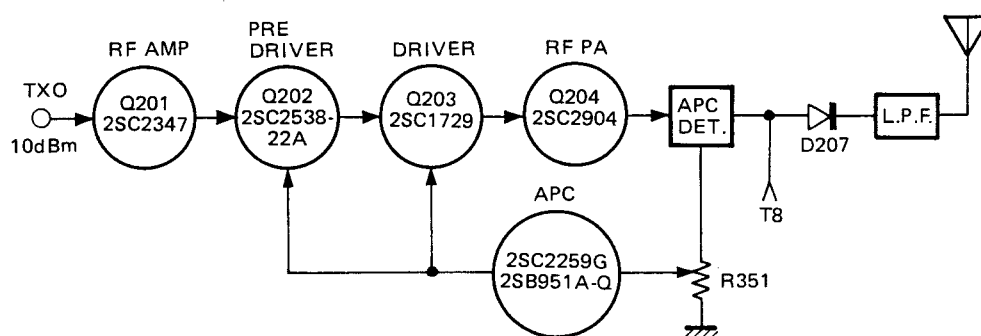 RF AMP
PRE
DRIVER
DRIVER
RF PA
TXO
10dBm
Q201
2SC2347
Q202
2SC2538-
22A
Q203
2SC1729
Q204
2SC2904
APC
DET.
D207
L.P.F.
T8
APC
2SC2259G
2SB951A-Q
R351